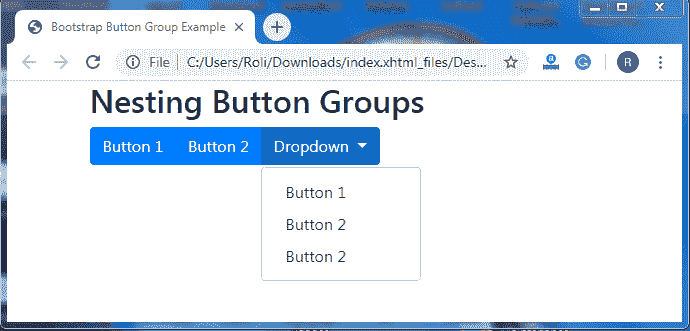 Bootstrap Button Group Example
File C:/Users/Roli/Downloads/index.xhtml_files/Des...
R
Nesting Button Groups
Button 1 Button 2 Dropdown
Button 1
Button 2
Button 2